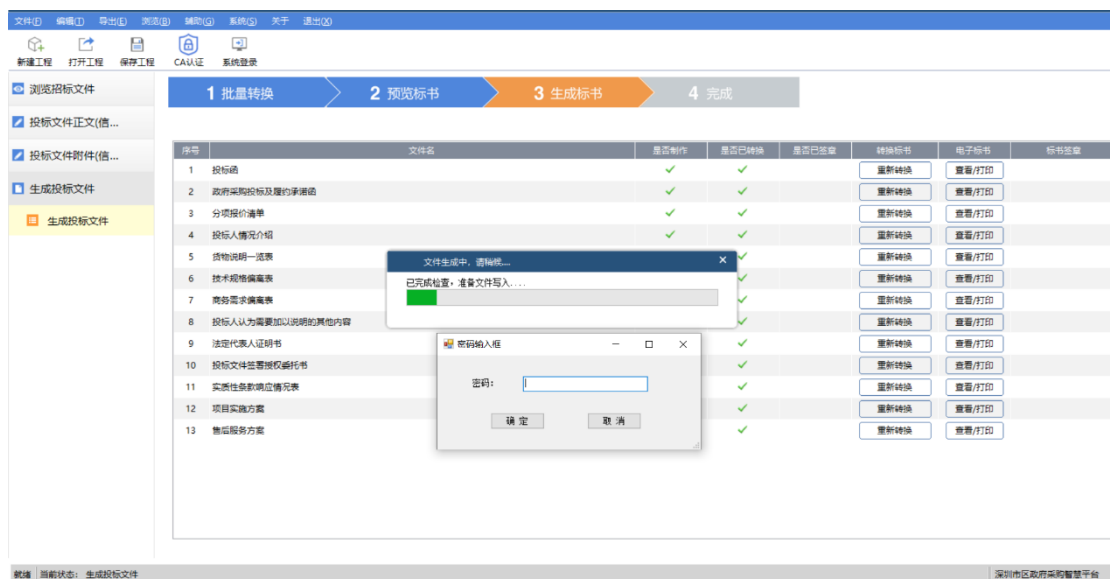 文件(F) 编辑(I) 导出(E) 浏览(B) 辅助(G) 系统(S) 关于 退出(X)
新建工程 打开工程 保存工程 CA认证 系统登录
浏览招标文件
投标文件正文(信...
投标文件附件(信...
生成投标文件
生成投标文件
1 批量转换 2 预览标书 3 生成标书 4 完成
序号 文件名 是否制作 是否已转换 是否已签章 转换标书 电子标书 标书签章
1 投标函 重新转换 查看/打印
2 政府采购投标及履约承诺函 重新转换 查看/打印
3 分项报价清单 重新转换 查看/打印
4 投标人情况介绍 重新转换 查看/打印
5 货物说明一览表 重新转换 查看/打印
6 技术规格偏离表 重新转换 查看/打印
7 商务需求偏离表 重新转换 查看/打印
8 投标人认为需要加以说明的其他内容 重新转换 查看/打印
9 法定代表人证明书 重新转换 查看/打印
10 投标文件签署授权委托书 重新转换 查看/打印
11 实质性条款响应情况表 重新转换 查看/打印
12 项目实施方案 重新转换 查看/打印
13 售后服务方案 重新转换 查看/打印
文件生成中，请稍候....
已完成检查，准备文件写入....
密码输入框
密码：
确 定 取 消
就绪 当前状态： 生成投标文件 深圳市区政府采购智慧平台